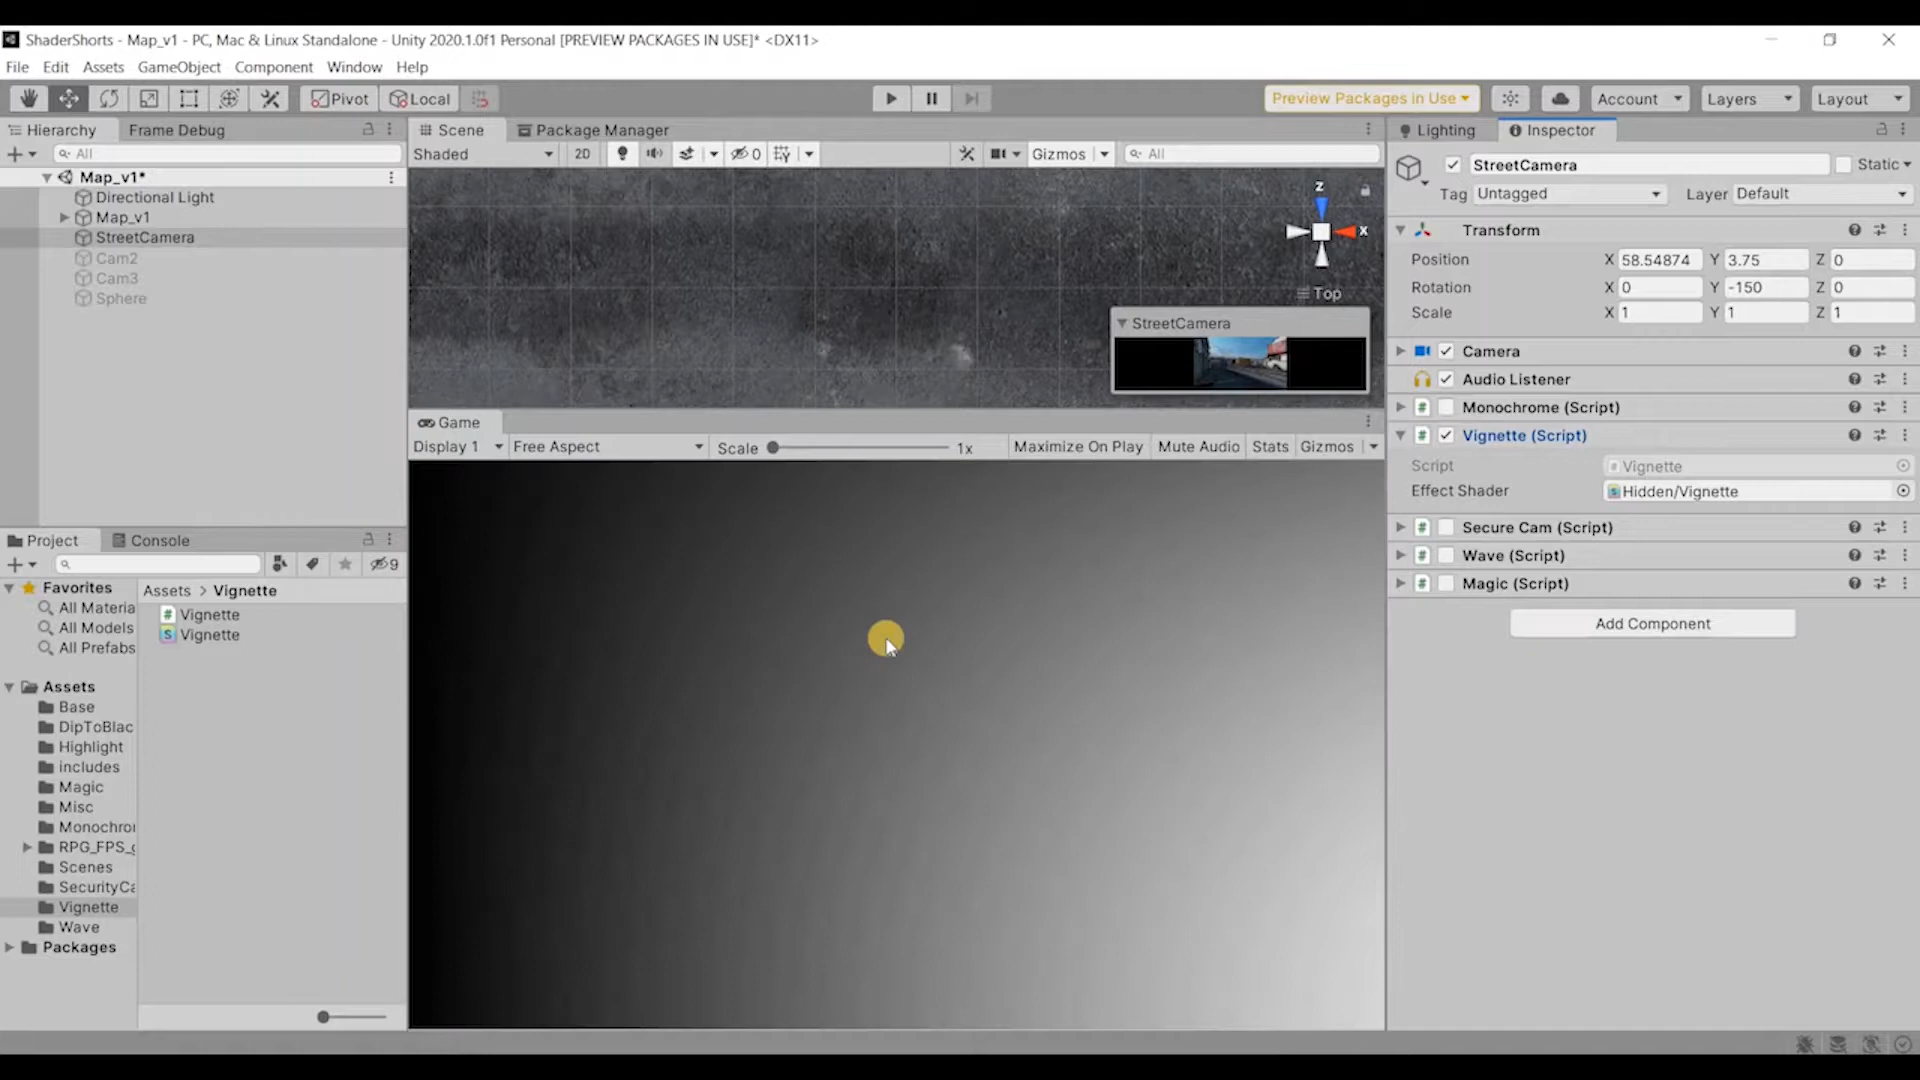 ShaderShorts - Map_v1 - PC, Mac & Linux Standalone - Unity 2020.1.0f1 Personal [PREVIEW PACKAGES IN USE]* <DX11>
File Edit Assets GameObject Component Window Help
Pivot Local Preview Packages in Use Account Layers Layout
Hierarchy Frame Debug
All
Map_v1*
Directional Light
Map_v1
StreetCamera
Cam2
Cam3
Sphere
Scene Package Manager
Shaded 2D 0 Gizmos All
z
x
Top
StreetCamera
Game
Display 1 Free Aspect Scale 1x Maximize On Play Mute Audio Stats Gizmos
Project Console
9
Favorites
All Materia
All Models
All Prefabs
Assets
Base
DipToBlac
Highlight
includes
Magic
Misc
Monochro
RPG_FPS_
Scenes
SecurityCa
Vignette
Wave
Packages
Assets > Vignette
Vignette
Vignette
Lighting Inspector
StreetCamera Static
Tag Untagged Layer Default
Transform
Position X 58.54874 Y 3.75 Z 0
Rotation X 0 Y -150 Z 0
Scale X 1 Y 1 Z 1
Camera
Audio Listener
Monochrome (Script)
Vignette (Script)
Script Vignette
Effect Shader Hidden/Vignette
Secure Cam (Script)
Wave (Script)
Magic (Script)
Add Component